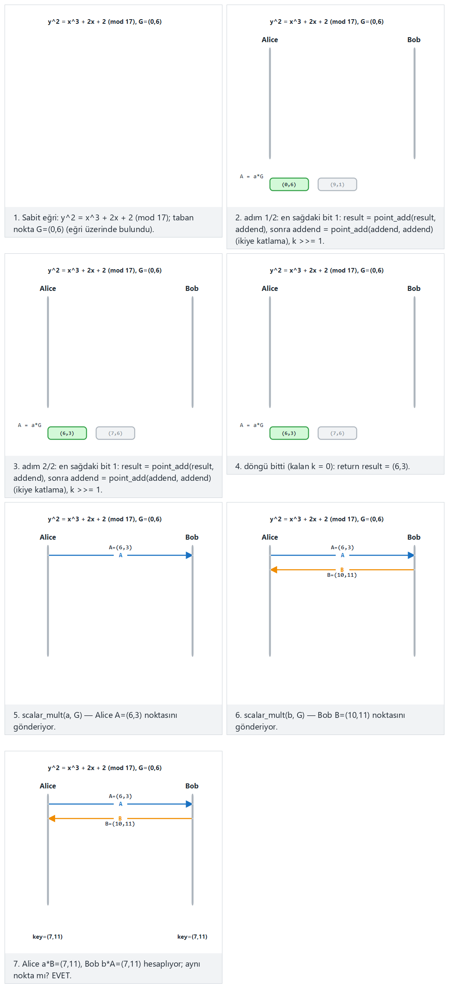 y^2 = x^3 + 2x + 2 (mod 17), G=(0,6)
1. Sabit eğri: y^2 = x^3 + 2x + 2 (mod 17); taban
nokta G=(0,6) (eğri üzerinde bulundu).
y^2 = x^3 + 2x + 2 (mod 17), G=(0,6)
Alice
Bob
A = a*G
(0,6)
(9,1)
2. adım 1/2: en sağdaki bit 1: result = point_add(result,
addend), sonra addend = point_add(addend, addend)
(ikiye katlama), k >>= 1.
y^2 = x^3 + 2x + 2 (mod 17), G=(0,6)
Alice
Bob
A = a*G
(6,3)
(7,6)
3. adım 2/2: en sağdaki bit 1: result = point_add(result,
addend), sonra addend = point_add(addend, addend)
(ikiye katlama), k >>= 1.
y^2 = x^3 + 2x + 2 (mod 17), G=(0,6)
Alice
Bob
A = a*G
(6,3)
(7,6)
4. döngü bitti (kalan k = 0): return result = (6,3).
y^2 = x^3 + 2x + 2 (mod 17), G=(0,6)
Alice
Bob
A=(6,3)
A
5. scalar_mult(a, G) — Alice A=(6,3) noktasını
gönderiyor.
y^2 = x^3 + 2x + 2 (mod 17), G=(0,6)
Alice
Bob
A=(6,3)
A
B
B=(10,11)
6. scalar_mult(b, G) — Bob B=(10,11) noktasını
gönderiyor.
y^2 = x^3 + 2x + 2 (mod 17), G=(0,6)
Alice
Bob
A=(6,3)
A
B
B=(10,11)
key=(7,11)
key=(7,11)
7. Alice a*B=(7,11), Bob b*A=(7,11) hesaplıyor; aynı
nokta mı? EVET.